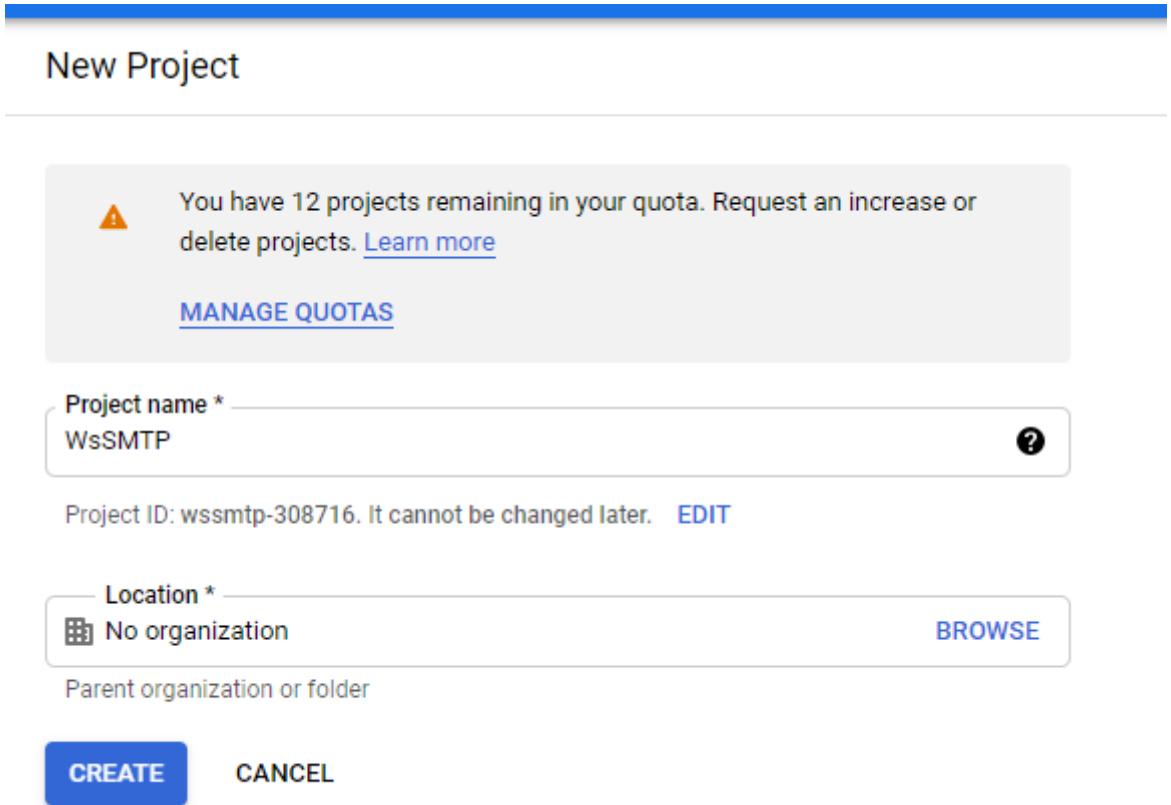 New Project
You have 12 projects remaining in your quota. Request an increase or
delete projects. Learn more
MANAGE QUOTAS
Project name *
WsSMTP
Project ID: wssmtp-308716. It cannot be changed later. EDIT
Location *
No organization BROWSE
Parent organization or folder
CREATE CANCEL